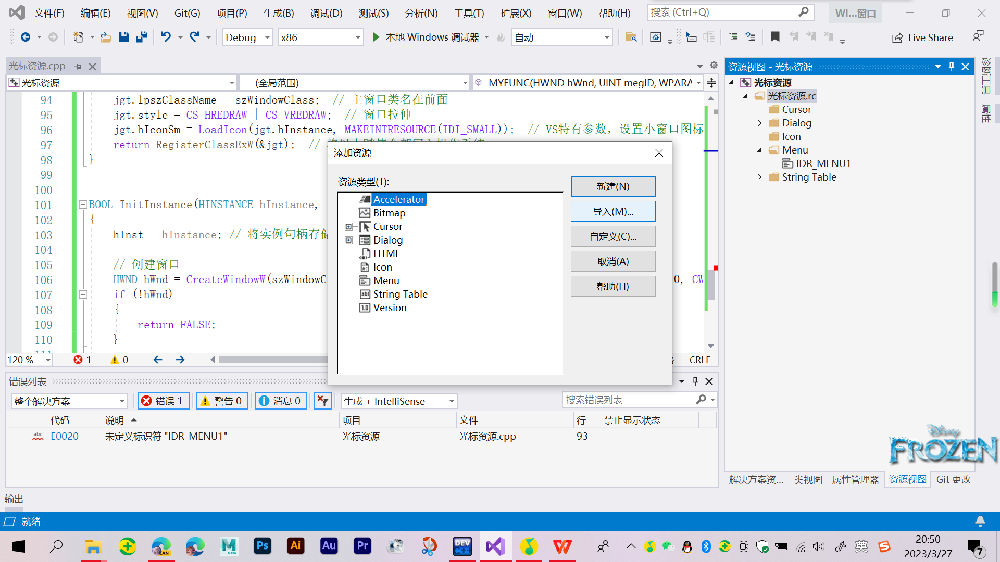 文件(F) 编辑(E) 视图(V) Git(G) 项目(P) 生成(B) 调试(D) 测试(S) 分析(N) 工具(T) 扩展(X) 窗口(W) 帮助(H) 搜索 (Ctrl+Q) WI...窗口
Debug x86 本地 Windows 调试器 自动 Live Share
光标资源.cpp
光标资源 (全局范围) MYFUNC(HWND hWnd, UINT megID, WPARA
94 jgt.lpszClassName = szWindowClass; // 主窗口类名在前面
95 jgt.style = CS_HREDRAW | CS_VREDRAW; // 窗口拉伸
96 jgt.hIconSm = LoadIcon(jgt.hInstance, MAKEINTRESOURCE(IDI_SMALL)); // VS特有参数，设置小窗口图标
97 return RegisterClassExW(&jgt); //
98 }
99
100
101 BOOL InitInstance(HINSTANCE hInstance,
102 {
103 hInst = hInstance; // 将实例句柄存储
104
105 // 创建窗口
106 HWND hWnd = CreateWindowW(szWindowC 0, CW
107 if (!hWnd)
108 {
109 return FALSE;
110 }
120 % 1 0 CRLF
添加资源
资源类型(T):
Accelerator
Bitmap
Cursor
Dialog
HTML
Icon
Menu
String Table
Version
新建(N)
导入(M)...
自定义(C)...
取消(A)
帮助(H)
资源视图 - 光标资源
光标资源
光标资源.rc
Cursor
Dialog
Icon
Menu
IDR_MENU1
String Table
诊断工具
属性
错误列表
整个解决方案 错误 1 警告 0 消息 0 生成 + IntelliSense 搜索错误列表
代码 说明 项目 文件 行 禁止显示状态
abc E0020 未定义标识符 "IDR_MENU1" 光标资源 光标资源.cpp 93
Disney
FROZEN
解决方案资... 类视图 属性管理器 资源视图 Git 更改
输出
就绪
LAN MAYA Ps Ai Au Pr DEV C++ 英
20:50
2023/3/27
7